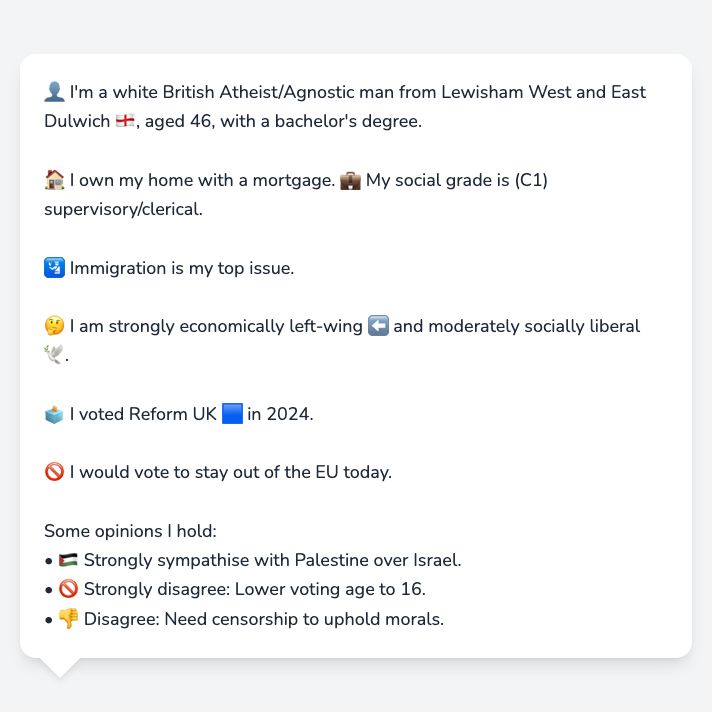 👤 I'm a white British Atheist/Agnostic man from Lewisham West and East
Dulwich 🏴󠁧󠁢󠁥󠁮󠁧󠁿, aged 46, with a bachelor's degree.
🏠 I own my home with a mortgage. 💼 My social grade is (C1)
supervisory/clerical.
🛂 Immigration is my top issue.
🤔 I am strongly economically left-wing ⬅️ and moderately socially liberal
🕊️.
🗳️ I voted Reform UK 🟦 in 2024.
🚫 I would vote to stay out of the EU today.
Some opinions I hold:
• 🇵🇸 Strongly sympathise with Palestine over Israel.
• 🚫 Strongly disagree: Lower voting age to 16.
• 👎 Disagree: Need censorship to uphold morals.